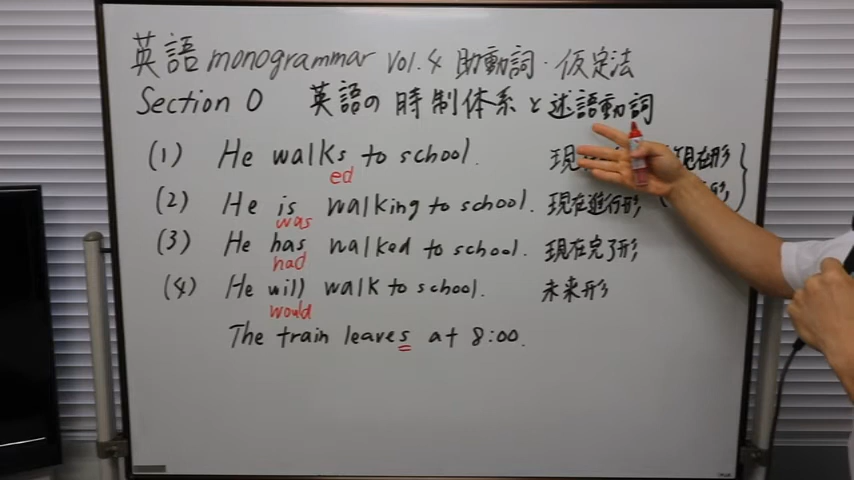 英語 monogrammar Vol.4 助動詞・仮定法
Section 0 英語の時制体系と述語動詞
(1) He walks to school. 現
ed
(2) He is walking to school. 現在進行形
was
(3) He has walked to school. 現在完了形
had
(4) He will walk to school. 未来形
would
The train leaves at 8:00.